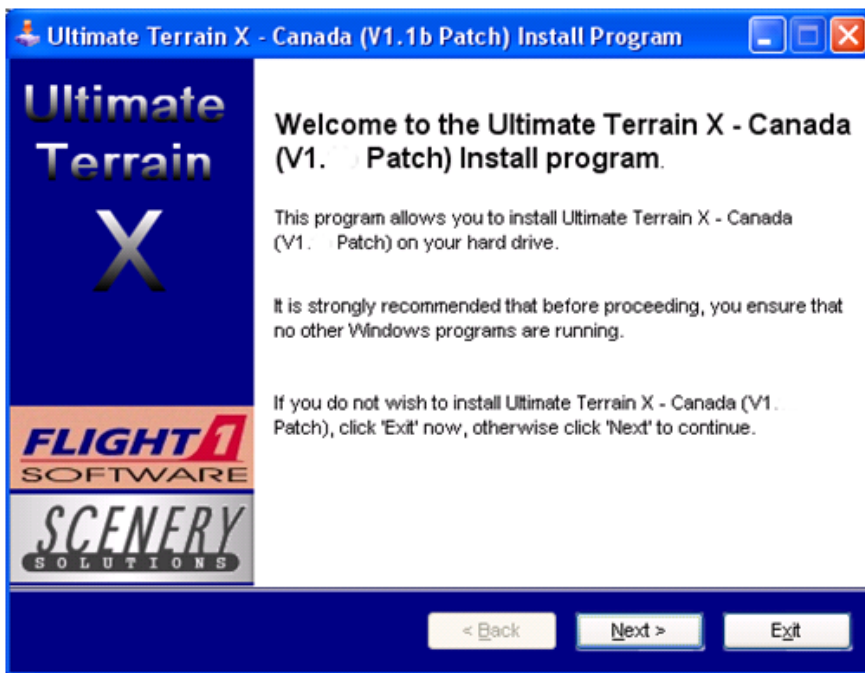 Ultimate Terrain X - Canada (V1.1b Patch) Install Program
Ultimate
Terrain
X
Welcome to the Ultimate Terrain X - Canada
(V1. Patch) Install program.
This program allows you to install Ultimate Terrain X - Canada
(V1. Patch) on your hard drive.
It is strongly recommended that before proceeding, you ensure that
no other Windows programs are running.
If you do not wish to install Ultimate Terrain X - Canada (V1.
Patch), click 'Exit' now, otherwise click 'Next' to continue.
FLIGHT1
SOFTWARE
SCENERY
SOLUTIONS
< Back
Next >
Exit